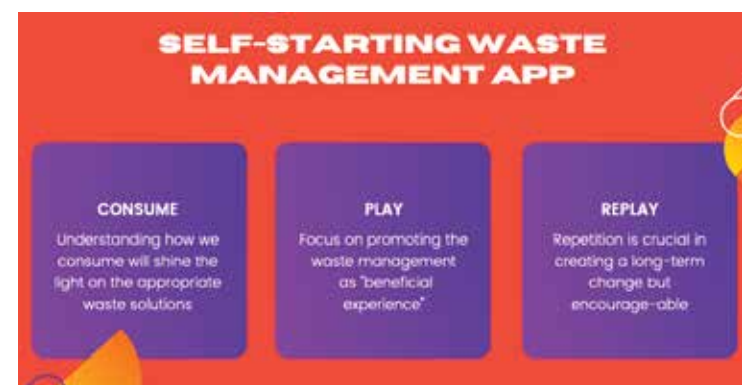 SELF-STARTING WASTE
MANAGEMENT APP
CONSUME
Understanding how we
consume will shine the
light on the appropriate
waste solutions
PLAY
Focus on promoting the
waste management
as "beneficial
experience"
REPLAY
Repetition is crucial in
creating a long-term
change but
encourage-able